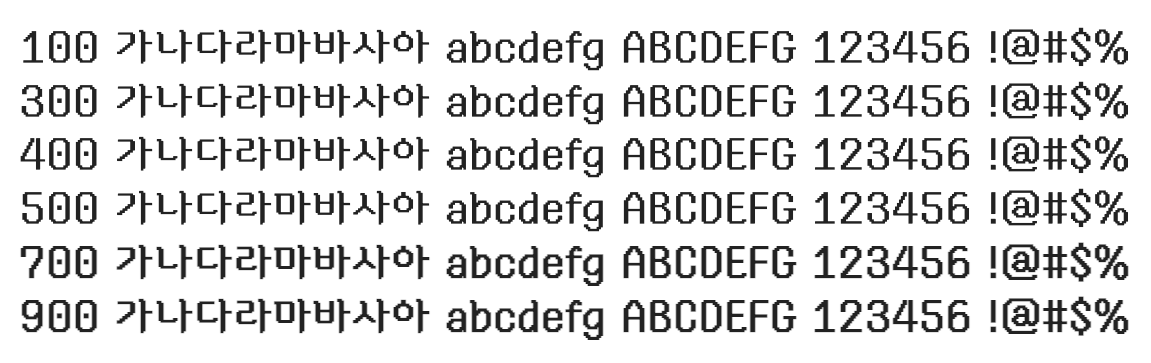 100 가나다라마바사아 abcdefg ABCDEFG 123456 !@#$%
300 가나다라마바사아 abcdefg ABCDEFG 123456 !@#$%
400 가나다라마바사아 abcdefg ABCDEFG 123456 !@#$%
500 가나다라마바사아 abcdefg ABCDEFG 123456 !@#$%
700 가나다라마바사아 abcdefg ABCDEFG 123456 !@#$%
900 가나다라마바사아 abcdefg ABCDEFG 123456 !@#$%